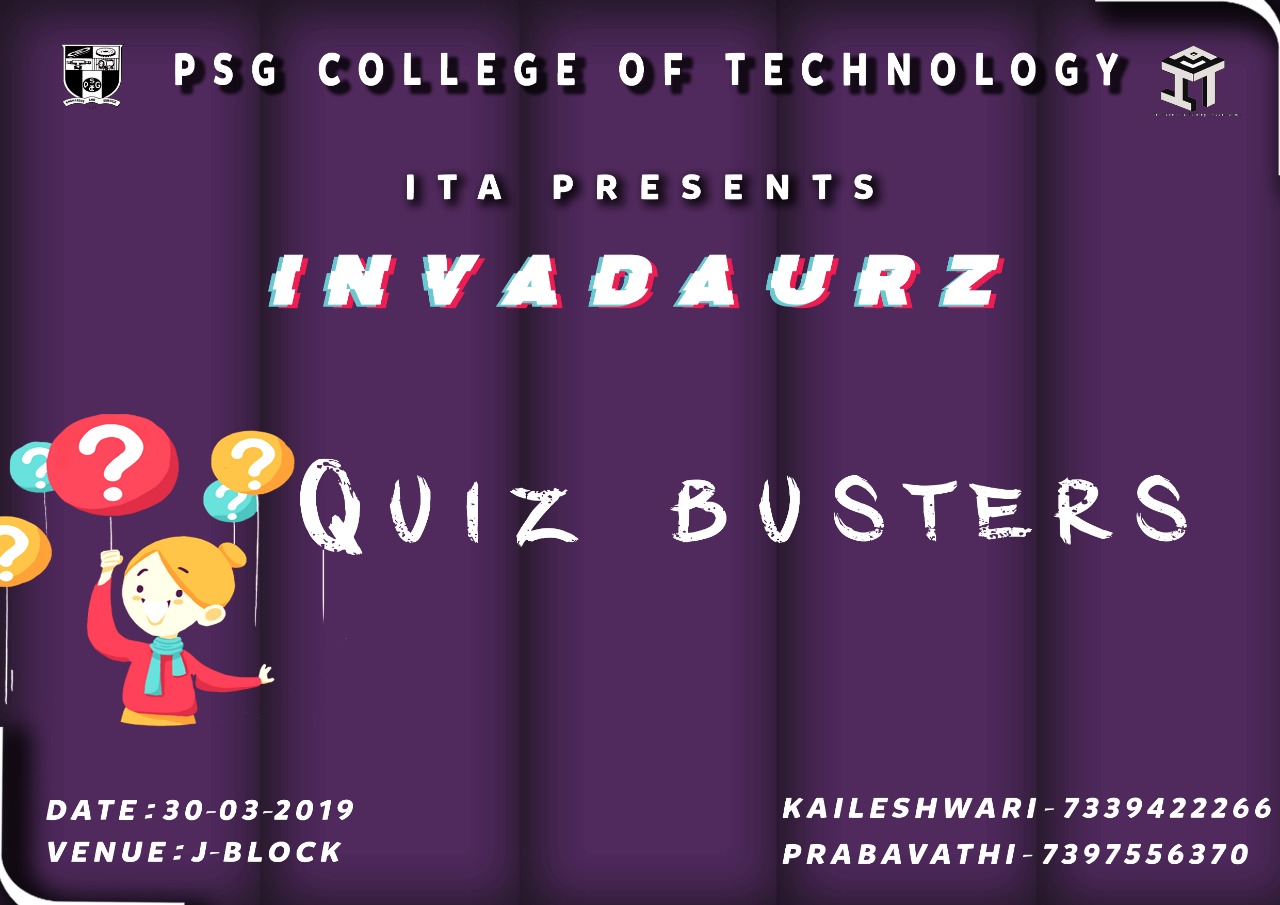 PSG COLLEGE OF TECHNOLOGY
ITA PRESENTS
INVADAURZ
? ? ? ? ?
QUIZ BUSTERS
DATE:30-03-2019
VENUE:J-BLOCK
KAILESHWARI-7339422266
PRABAVATHI-7397556370